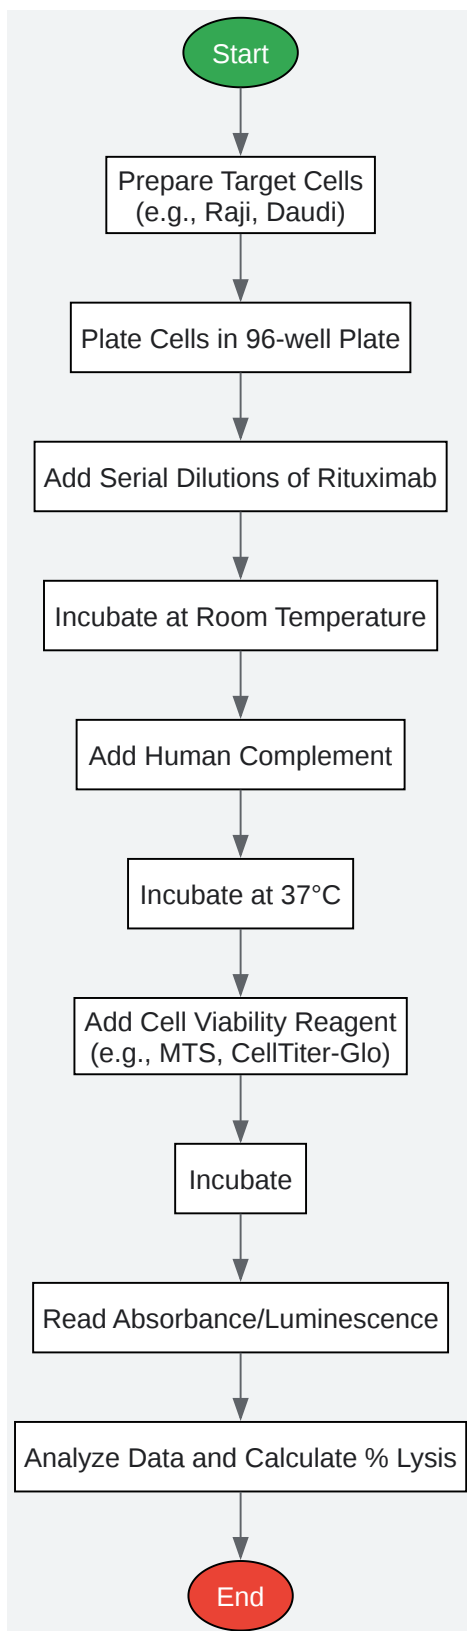 Start
Prepare Target Cells
(e.g., Raji, Daudi)
Plate Cells in 96-well Plate
Add Serial Dilutions of Rituximab
Incubate at Room Temperature
Add Human Complement
Incubate at 37°C
Add Cell Viability Reagent
(e.g., MTS, CellTiter-Glo)
Incubate
Read Absorbance/Luminescence
Analyze Data and Calculate % Lysis
End